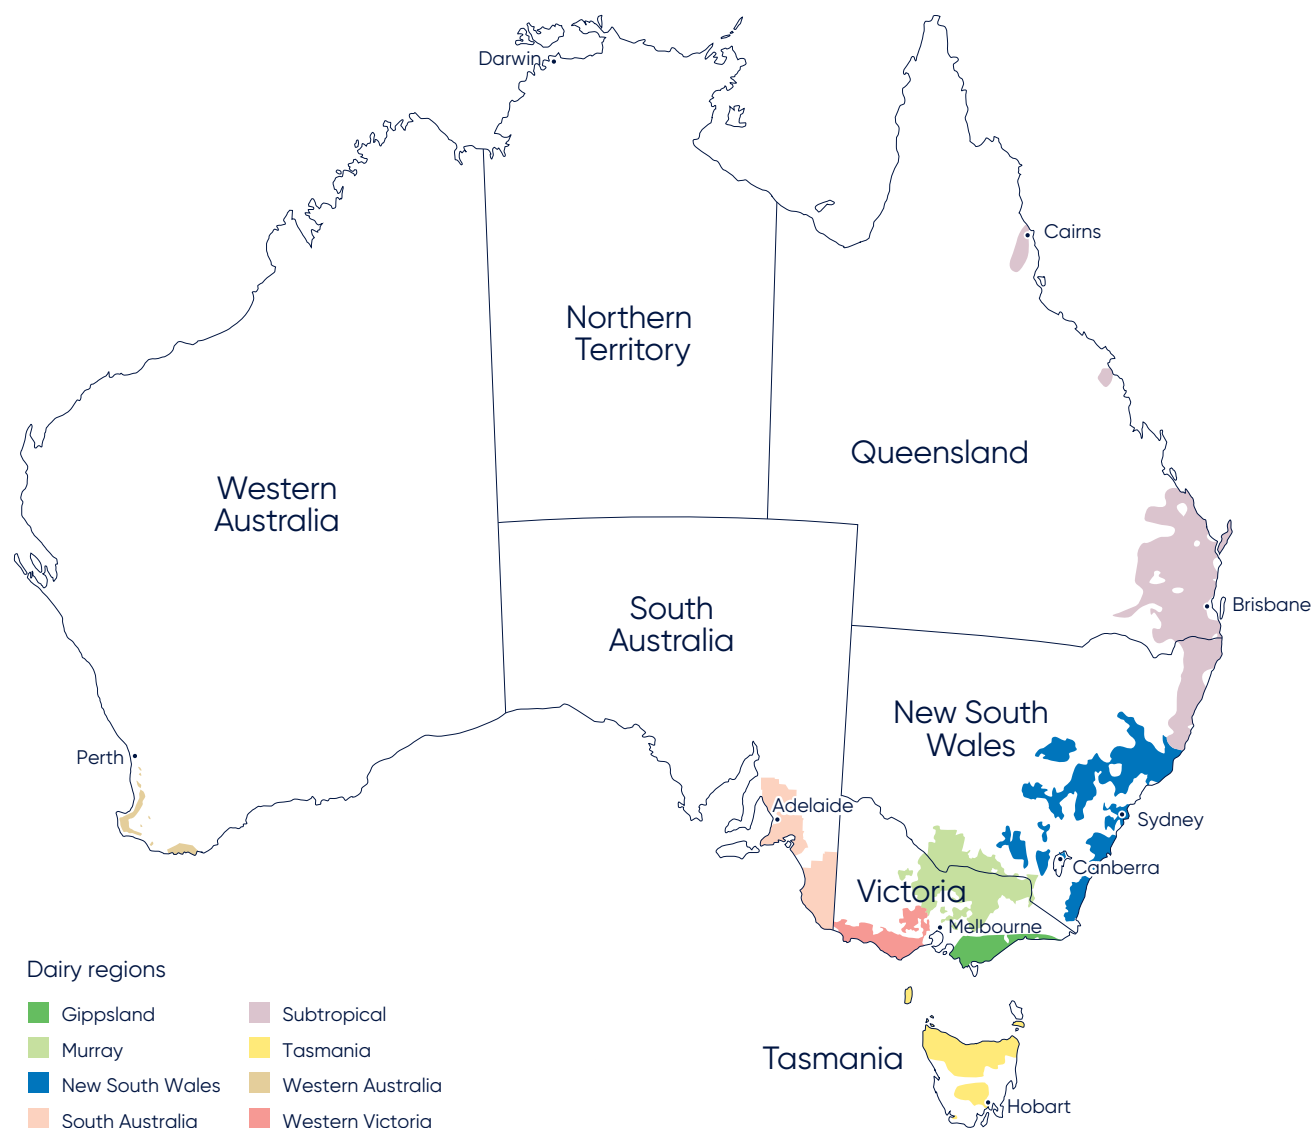 Darwin
Cairns
Northern
Territory
Queensland
Western
Australia
South
Australia
Brisbane
New South
Wales
Perth
Adelaide
Sydney
Canberra
Victoria
Melbourne
Dairy regions
Gippsland
Subtropical
Murray
Tasmania
New South Wales
Western Australia
South Australia
Western Victoria
Tasmania
Hobart